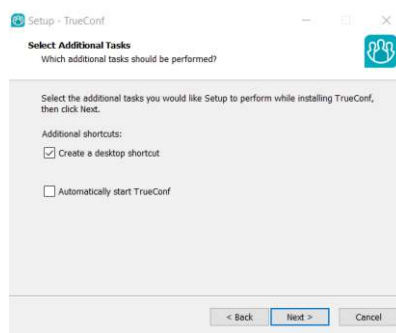 Setup - TrueConf
Select Additional Tasks
Which additional tasks should be performed?
Select the additional tasks you would like Setup to perform while installing TrueConf,
then click Next.
Additional shortcuts:
Create a desktop shortcut
Automatically start TrueConf
< Back Next > Cancel